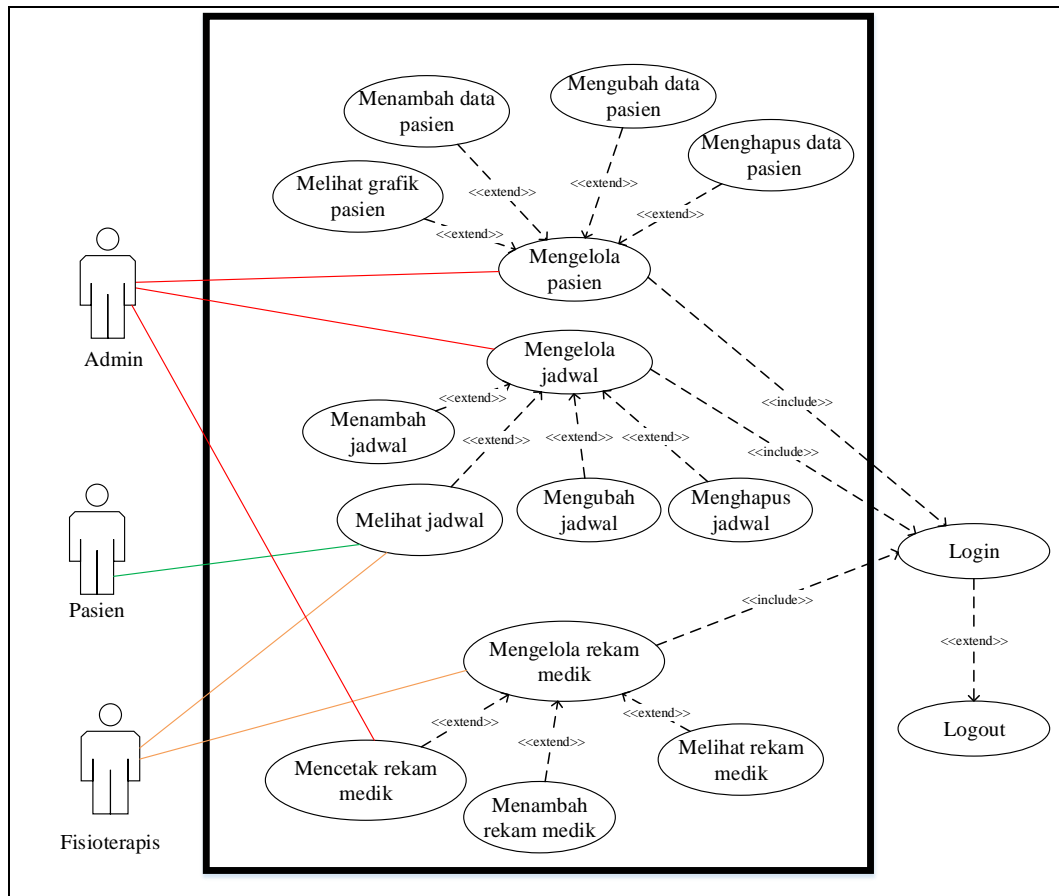 Menambah data
pasien
Mengubah data
pasien
Menghapus data
pasien
Melihat grafik
pasien
<<extend>>
<<extend>>
<<extend>>
<<extend>>
Mengelola
pasien
Admin
Mengelola
jadwal
<<include>>
<<extend>>
Menambah
jadwal
<<extend>>
<<extend>>
<<extend>>
<<include>>
Melihat jadwal
Mengubah
jadwal
Menghapus
jadwal
Login
Pasien
<<include>>
Mengelola rekam
medik
<<extend>>
<<extend>>
<<extend>>
<<extend>>
Logout
Mencetak rekam
medik
Melihat rekam
medik
Menambah
rekam medik
Fisioterapis